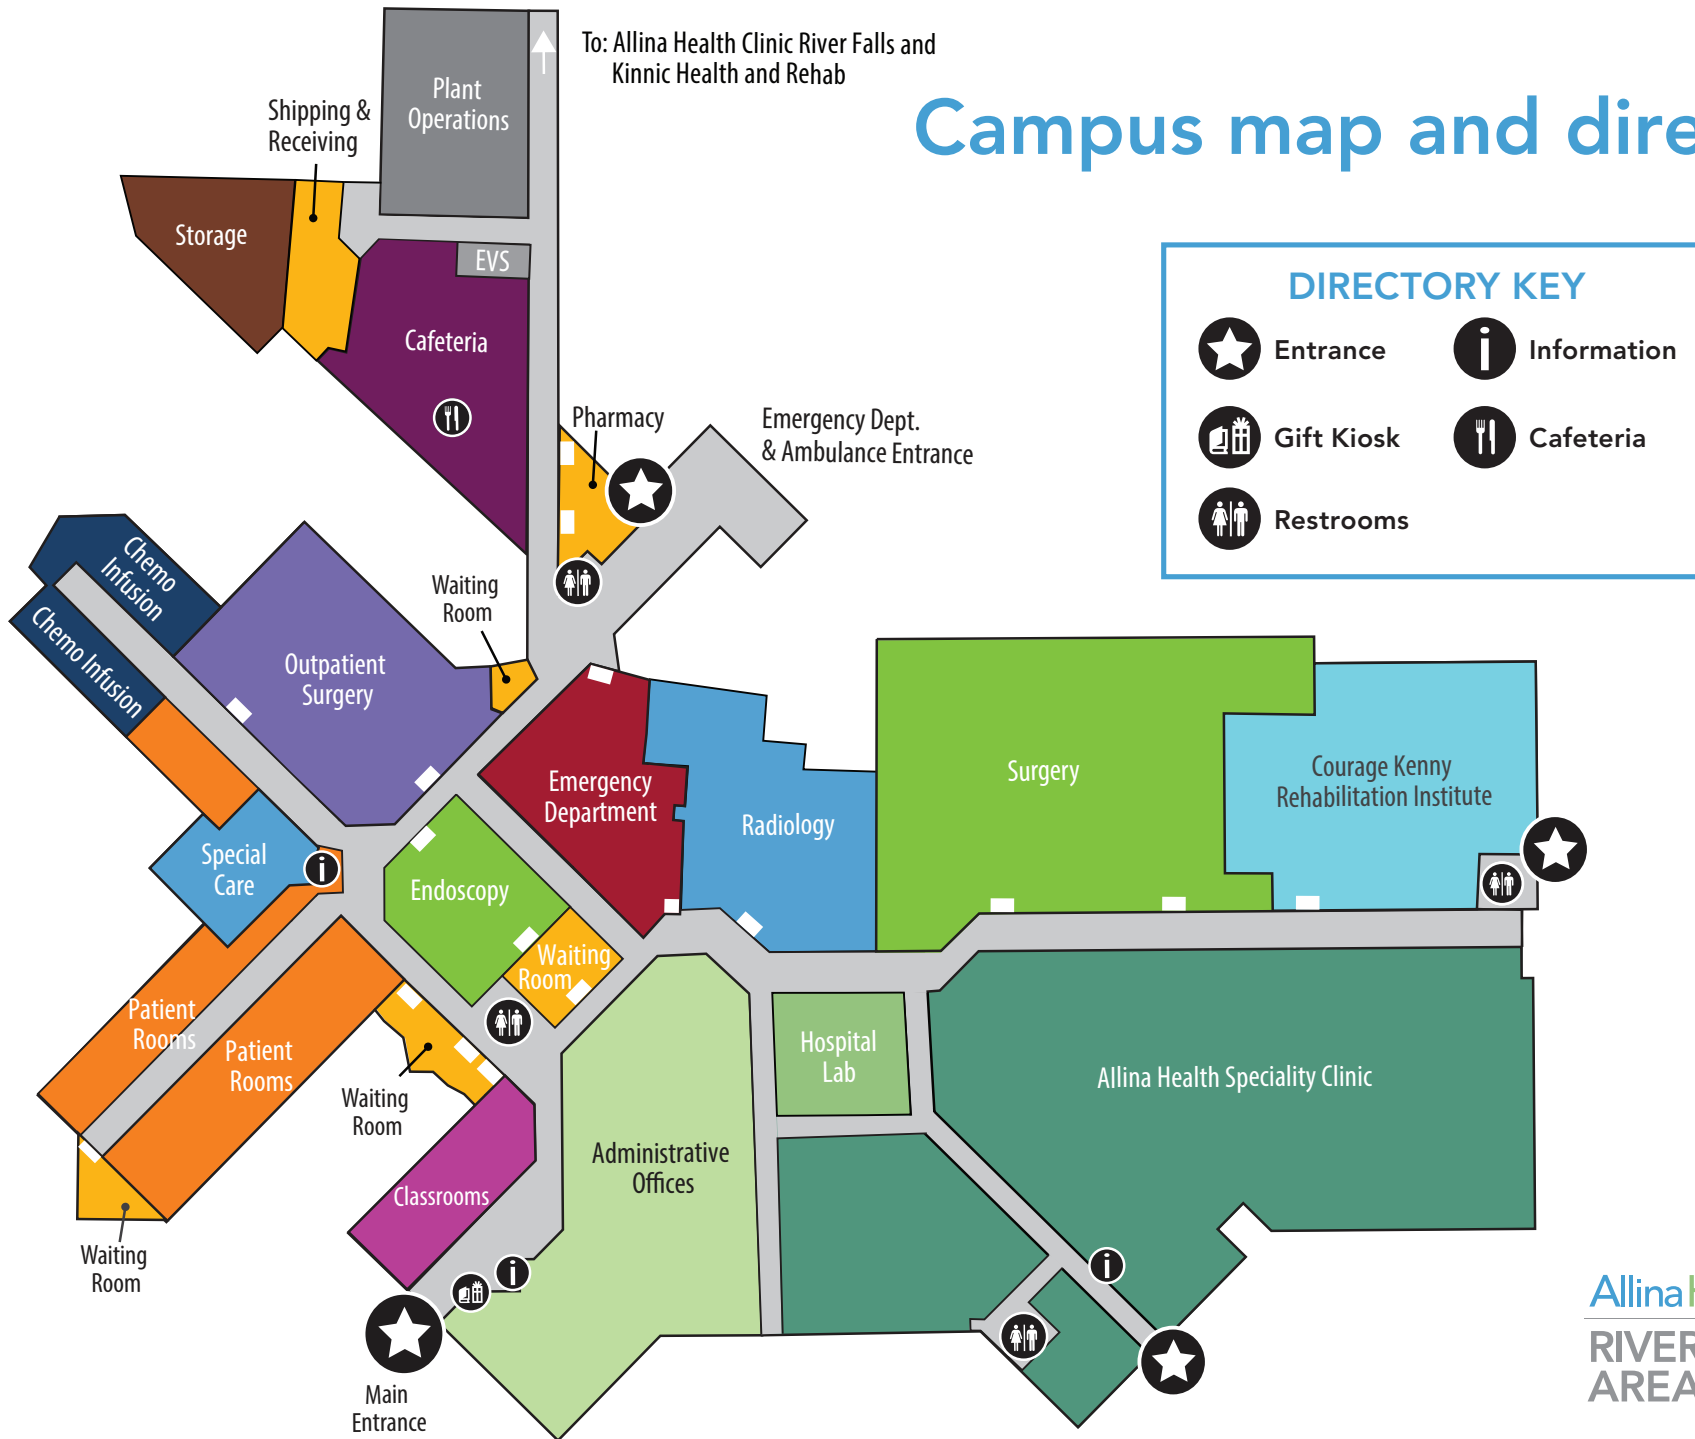 To: Allina Health Clinic River Falls and
Kinnic Health and Rehab
Campus map and dire
Plant
Operations
Shipping &
Receiving
Storage
EVS
Cafeteria
DIRECTORY KEY
Entrance
Information
Gift Kiosk
Cafeteria
Restrooms
Pharmacy
Emergency Dept.
& Ambulance Entrance
Chemo
Infusion
Chemo Infusion
Waiting
Room
Outpatient
Surgery
Emergency
Department
Radiology
Surgery
Courage Kenny
Rehabilitation Institute
Special
Care
Endoscopy
Waiting
Room
Patient
Rooms
Patient
Rooms
Waiting
Room
Hospital
Lab
Allina Health Speciality Clinic
Administrative
Offices
Classrooms
Waiting
Room
Main
Entrance
Allina
RIVER
AREA